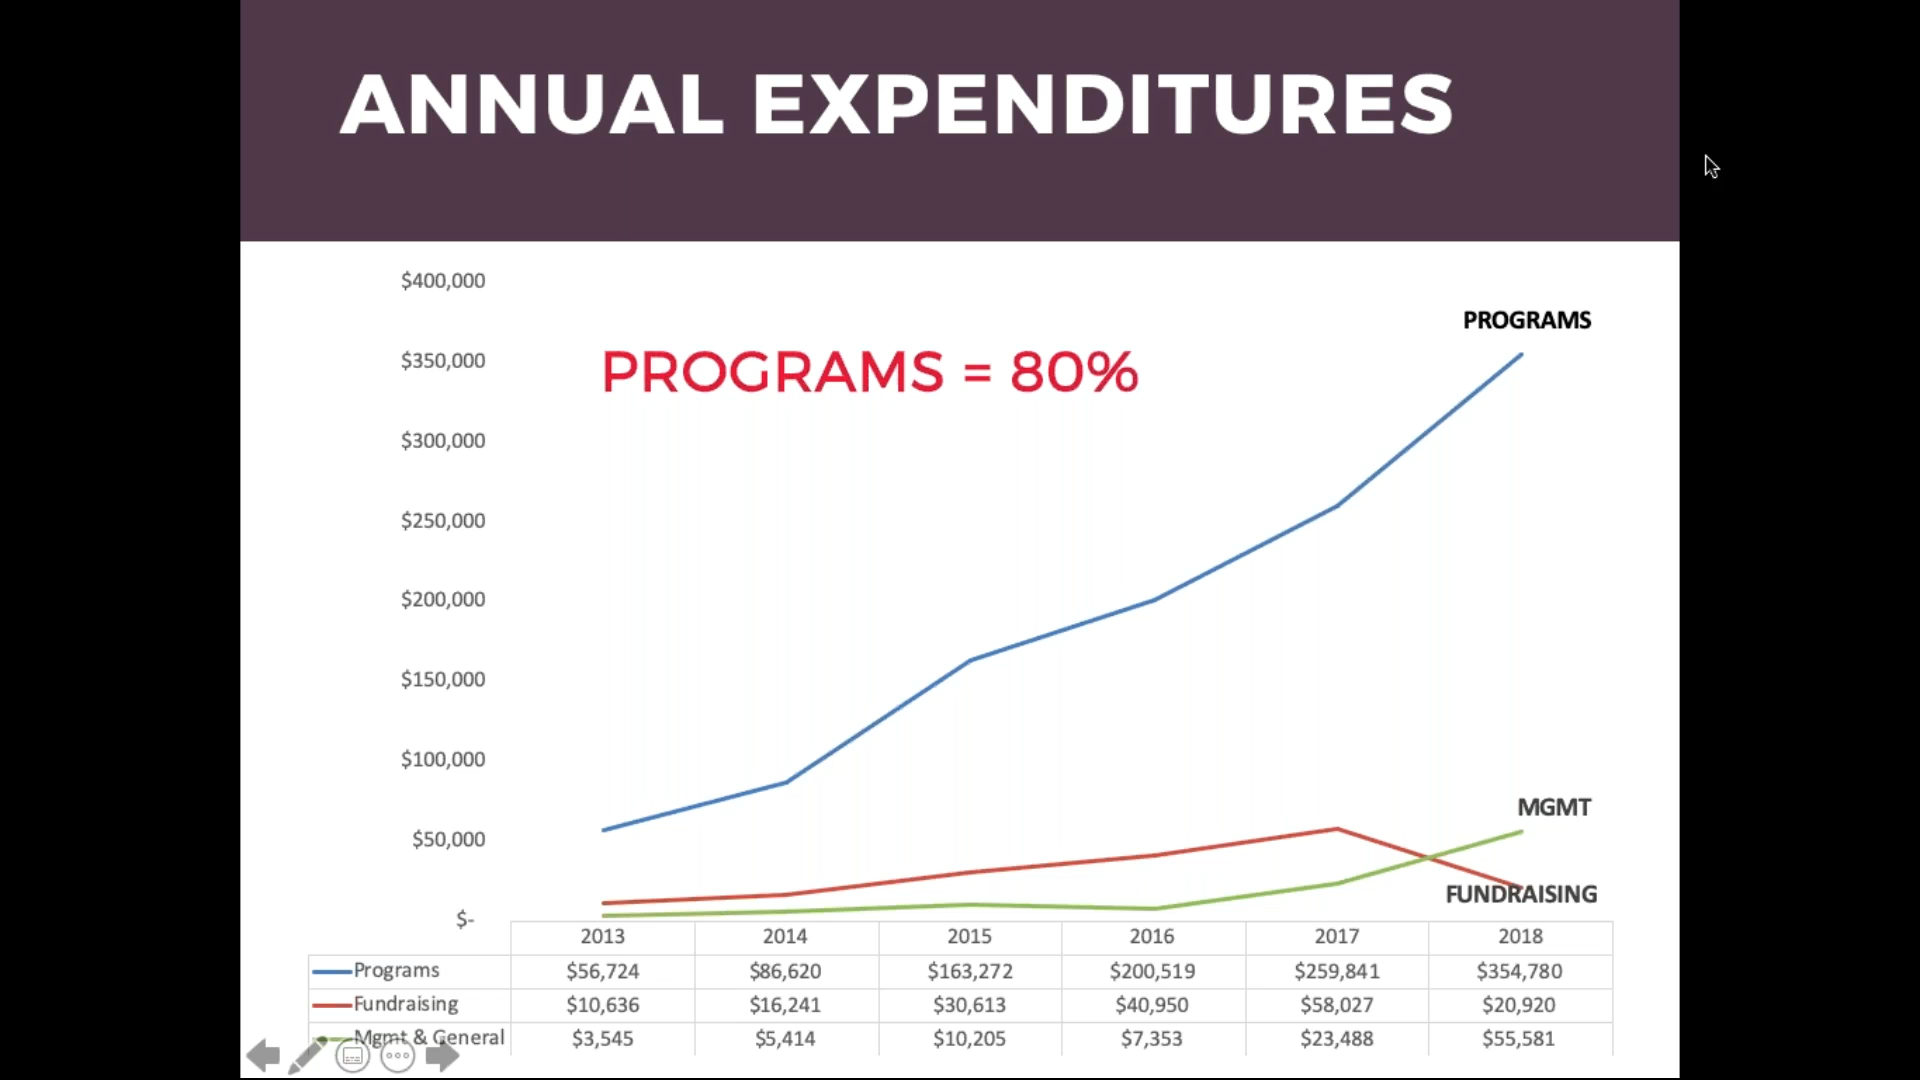 ANNUAL EXPENDITURES
$400,000
PROGRAMS
$350,000
PROGRAMS = 80%
$300,000
$250,000
$200,000
$150,000
$100,000
MGMT
$50,000
FUNDRAISING
$-
2013 2014 2015 2016 2017 2018
Programs $56,724 $86,620 $163,272 $200,519 $259,841 $354,780
Fundraising $10,636 $16,241 $30,613 $40,950 $58,027 $20,920
Mgmt & General $3,545 $5,414 $10,205 $7,353 $23,488 $55,581